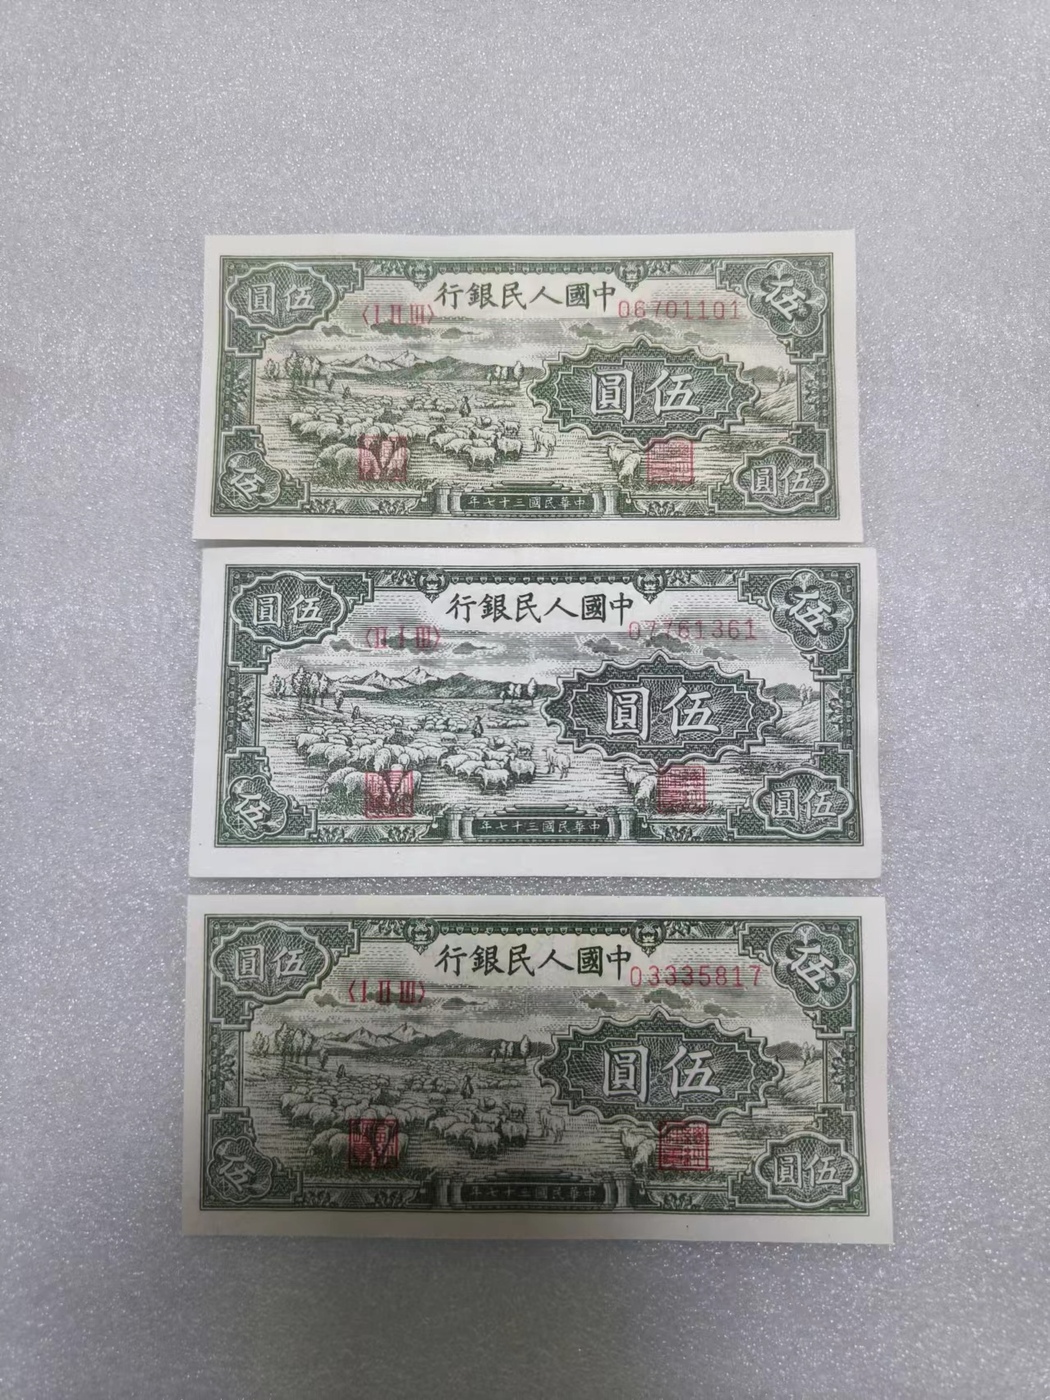 中國人民銀行
〈I II III〉 06701101
伍圓
伍
伍圓
伍
伍圓
中華民國三十七年
中國人民銀行
〈II I III〉 07761361
伍圓
伍
伍圓
伍
伍圓
中華民國三十七年
中國人民銀行
〈I II III〉 03335817
伍圓
伍
伍圓
伍
伍圓
中華民國三十七年